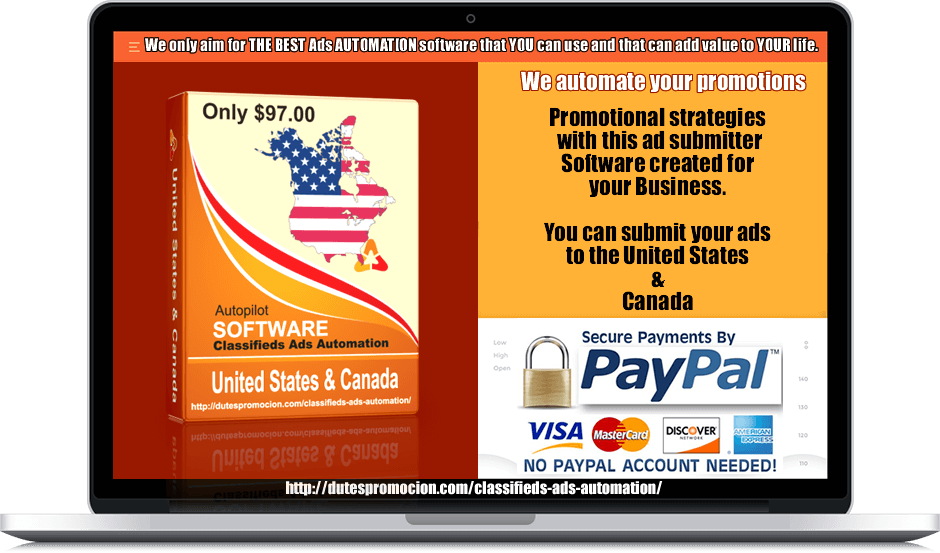 We only aim for THE BEST Ads AUTOMATION software that YOU can use and that can add value to YOUR life.
Only $97.00
United States & Canada
Autopilot
SOFTWARE
Classifieds Ads Automation
United States & Canada
http://dutespromocion.com/classifieds-ads-automation/
We automate your promotions
Promotional strategies
with this ad submitter
Software created for
your Business.
You can submit your ads
to the United States
&
Canada
Low
High
Open
Secure Payments By
PayPal™
140
130
120
110
VISA
MasterCard
DISCOVER
NETWORK
AMERICAN
EXPRESS
NO PAYPAL ACCOUNT NEEDED!
http://dutespromocion.com/classifieds-ads-automation/